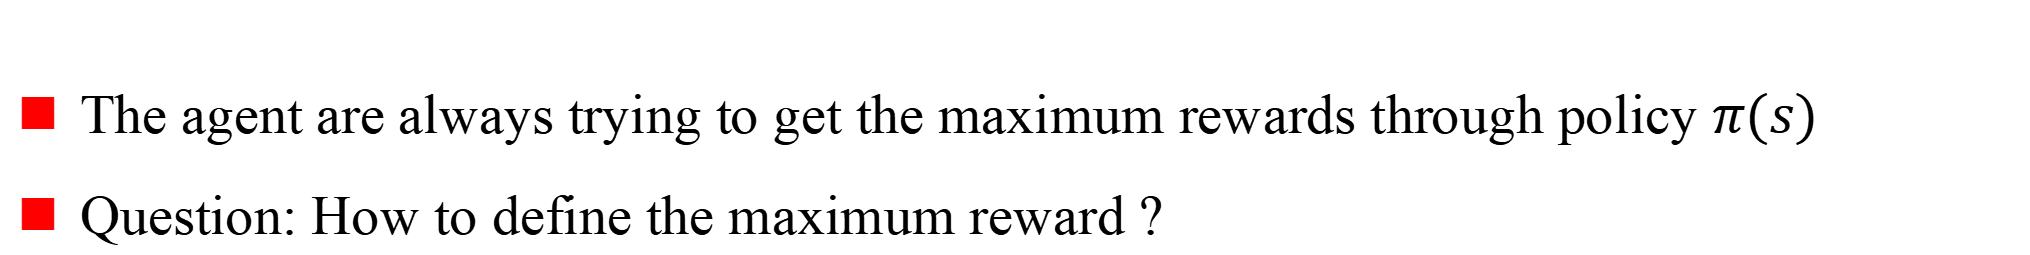 The agent are always trying to get the maximum rewards through policy π(s)
Question: How to define the maximum reward ?